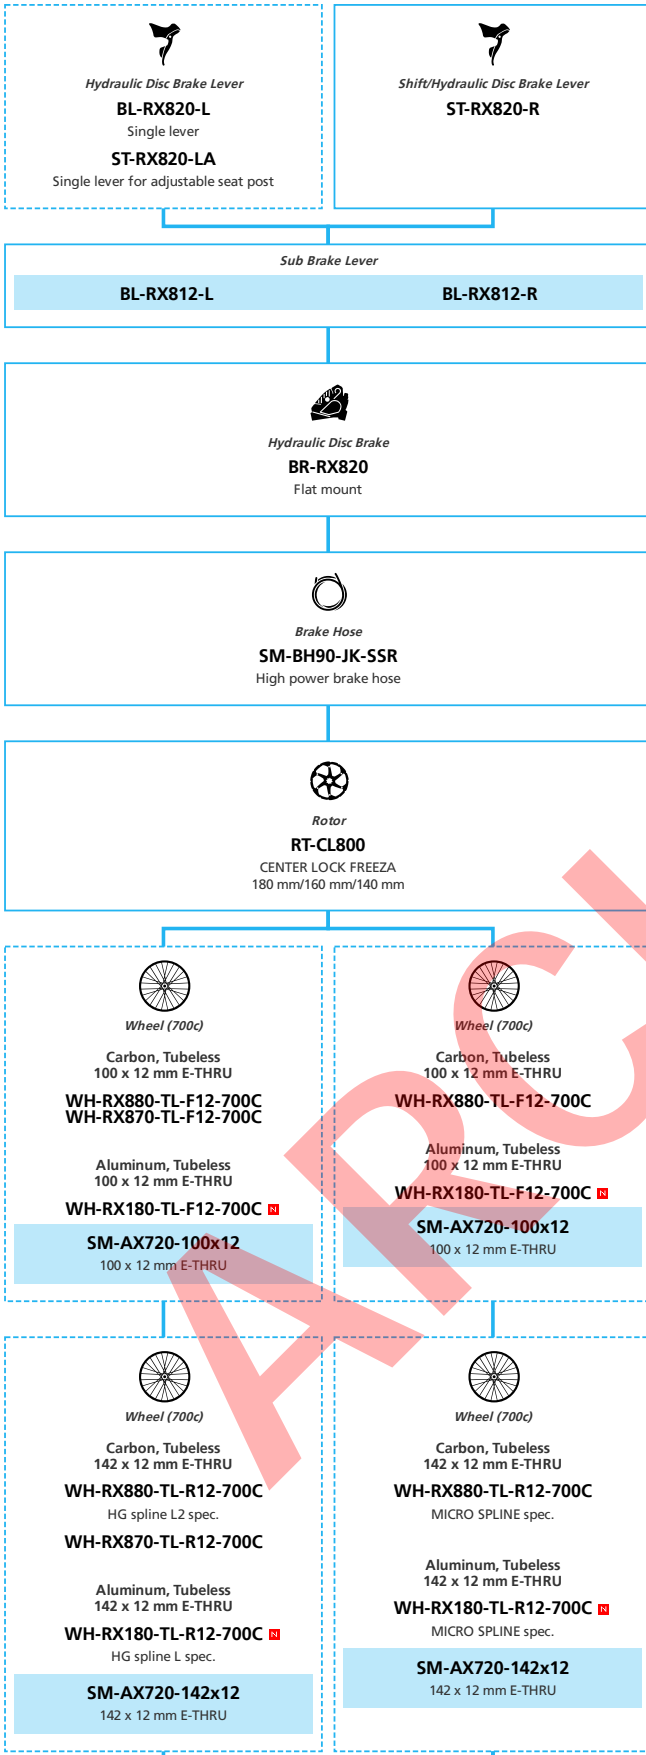 Hydraulic Disc Brake Lever
BL-RX820-L
Single lever
ST-RX820-LA
Single lever for adjustable seat post
Shift/Hydraulic Disc Brake Lever
ST-RX820-R
Sub Brake Lever
BL-RX812-L
BL-RX812-R
Hydraulic Disc Brake
BR-RX820
Flat mount
Brake Hose
SM-BH90-JK-SSR
High power brake hose
Rotor
RT-CL800
CENTER LOCK FREEZA
180 mm/160 mm/140 mm
Wheel (700c)
Carbon, Tubeless
100 x 12 mm E-THRU
WH-RX880-TL-F12-700C
WH-RX870-TL-F12-700C
Aluminum, Tubeless
100 x 12 mm E-THRU
WH-RX180-TL-F12-700C N
SM-AX720-100x12
100 x 12 mm E-THRU
Wheel (700c)
Carbon, Tubeless
100 x 12 mm E-THRU
WH-RX880-TL-F12-700C
Aluminum, Tubeless
100 x 12 mm E-THRU
WH-RX180-TL-F12-700C N
SM-AX720-100x12
100 x 12 mm E-THRU
Wheel (700c)
Carbon, Tubeless
142 x 12 mm E-THRU
WH-RX880-TL-R12-700C
HG spline L2 spec.
WH-RX870-TL-R12-700C
Aluminum, Tubeless
142 x 12 mm E-THRU
WH-RX180-TL-R12-700C N
HG spline L spec.
SM-AX720-142x12
142 x 12 mm E-THRU
Wheel (700c)
Carbon, Tubeless
142 x 12 mm E-THRU
WH-RX880-TL-R12-700C
MICRO SPLINE spec.
Aluminum, Tubeless
142 x 12 mm E-THRU
WH-RX180-TL-R12-700C N
MICRO SPLINE spec.
SM-AX720-142x12
142 x 12 mm E-THRU